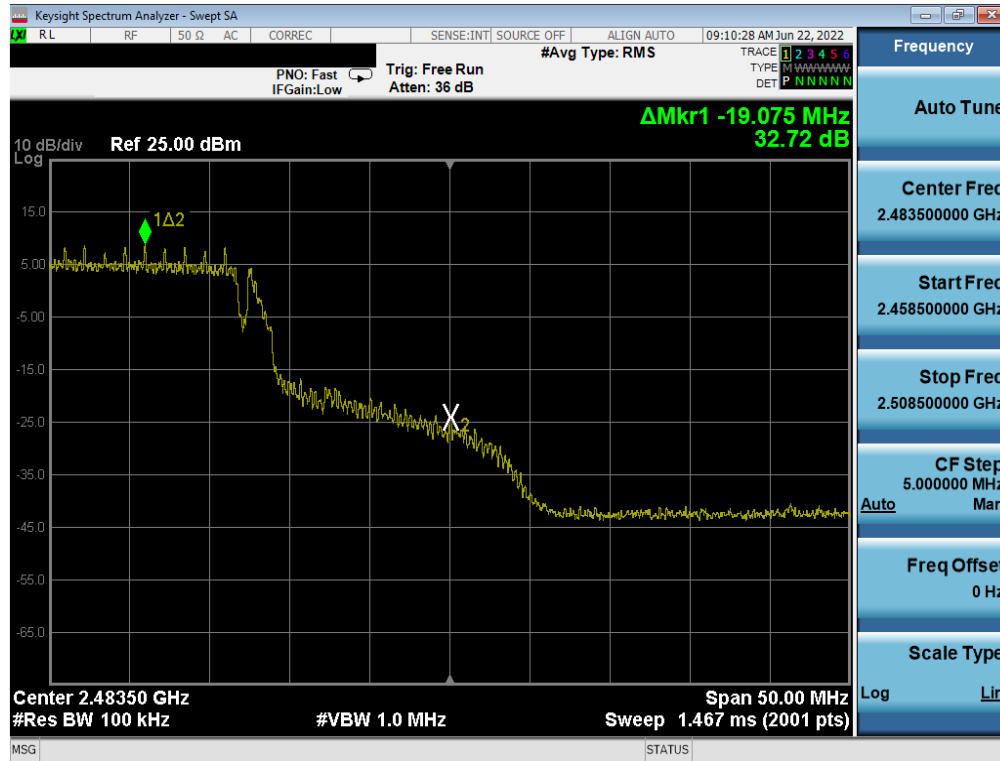 Keysight Spectrum Analyzer - Swept SA
LXI RL RF 50 Ω AC CORREC SENSE:INT SOURCE OFF ALIGN AUTO 09:10:28 AM Jun 22, 2022
#Avg Type: RMS
TRACE 1 2 3 4 5 6
PNO: Fast Trig: Free Run TYPE M WWWWW
IFGain:Low Atten: 36 dB DET P N N N N N
ΔMkr1 -19.075 MHz
32.72 dB
10 dB/div Ref 25.00 dBm
Log
15.0
1Δ2
5.00
-5.00
-15.0
-25.0
2
-35.0
-45.0
-55.0
-65.0
Center 2.48350 GHz Span 50.00 MHz
#Res BW 100 kHz #VBW 1.0 MHz Sweep 1.467 ms (2001 pts)
MSG STATUS
Frequency
Auto Tune
Center Freq
2.483500000 GHz
Start Freq
2.458500000 GHz
Stop Freq
2.508500000 GHz
CF Step
5.000000 MHz
Auto Man
Freq Offset
0 Hz
Scale Type
Log Lin